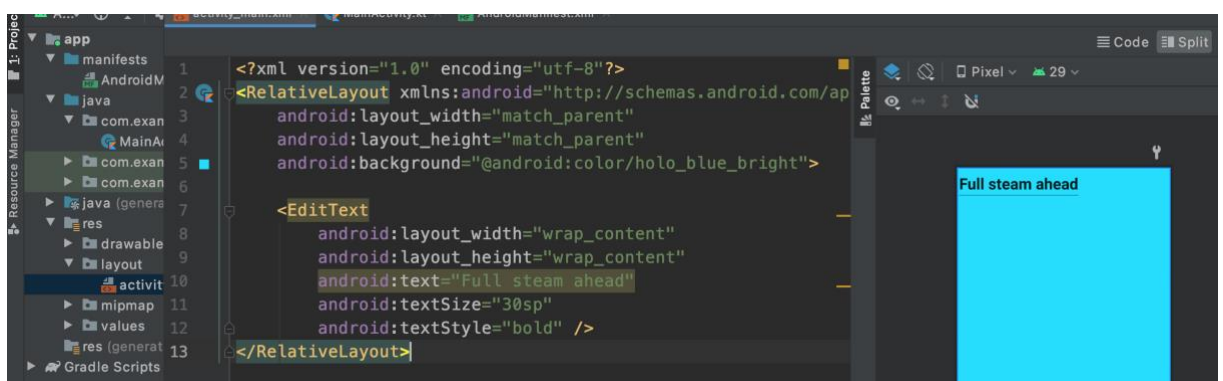 activity_main.xml
MainActivity.kt
AndroidManifest.xml
1: Projec
Resource Manager
app
manifests
AndroidM
java
com.exan
MainAc
com.exan
com.exan
java (genera
res
drawable
layout
activit
mipmap
values
res (generat
Gradle Scripts
Code
Split
1 <?xml version="1.0" encoding="utf-8"?>
2 <RelativeLayout xmlns:android="http://schemas.android.com/ap
3 android:layout_width="match_parent"
4 android:layout_height="match_parent"
5 android:background="@android:color/holo_blue_bright">
6
7 <EditText
8 android:layout_width="wrap_content"
9 android:layout_height="wrap_content"
10 android:text="Full steam ahead"
11 android:textSize="30sp"
12 android:textStyle="bold" />
13 </RelativeLayout>
Palette
Pixel
29
Full steam ahead